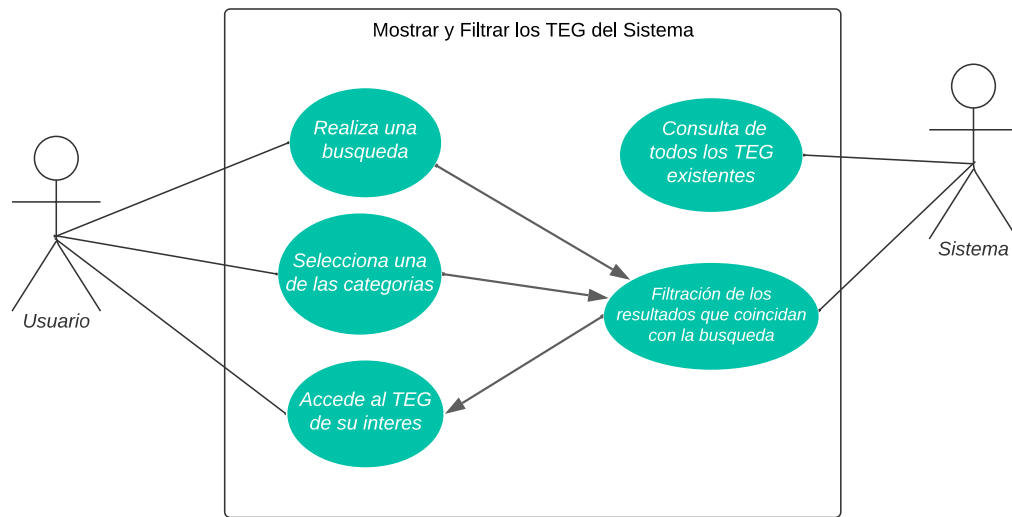 Mostrar y Filtrar los TEG del Sistema
Realiza una
busqueda
Consulta de
todos los TEG
existentes
Selecciona una
de las categorias
Filtración de los
resultados que coincidan
con la busqueda
Accede al TEG
de su interes
Usuario
Sistema